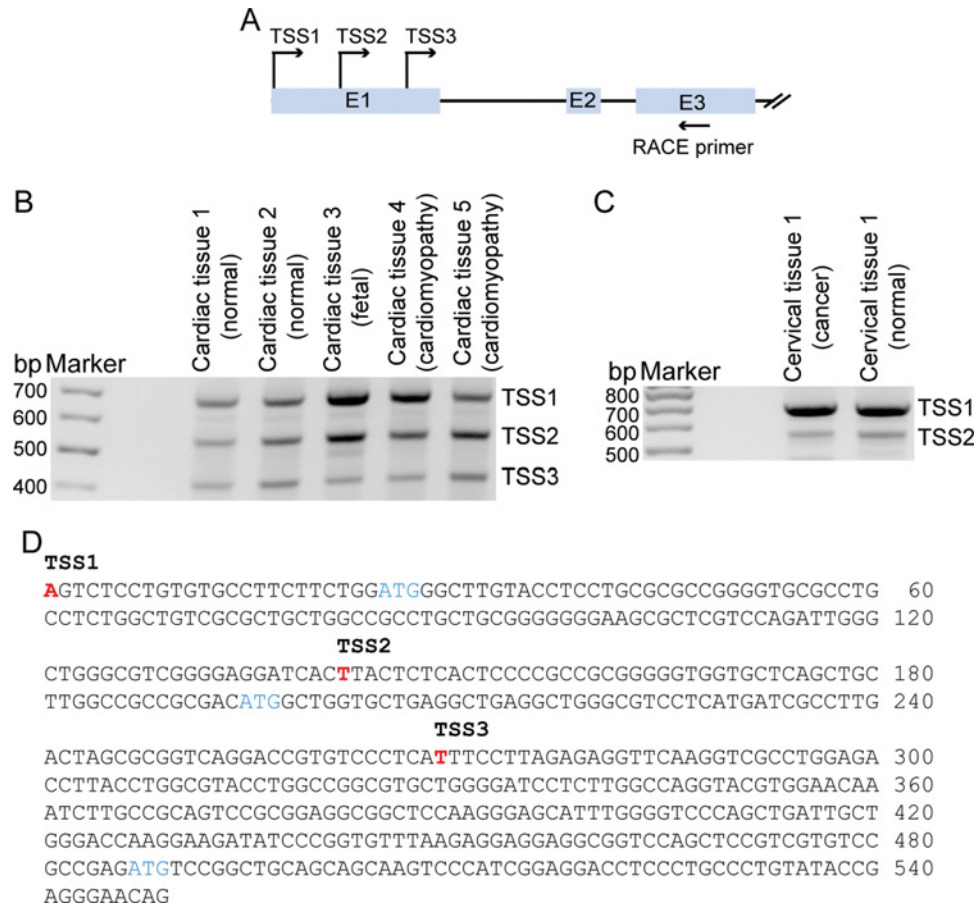 A
TSS1 TSS2 TSS3
E1 E2 E3
RACE primer
B
Cardiac tissue 1
(normal)
Cardiac tissue 2
(normal)
Cardiac tissue 3
(fetal)
Cardiac tissue 4
(cardiomyopathy)
Cardiac tissue 5
(cardiomyopathy)
bp Marker
700
600
500
400
TSS1
TSS2
TSS3
C
Cervical tissue 1
(cancer)
Cervical tissue 1
(normal)
bp Marker
800
700
600
500
TSS1
TSS2
D
TSS1
AGTCTCCTGTGTGCCTTCTTCTGGATGGGCTTGTACCTCCTGCGCGCCGGGGTGCGCCTG 60
CCTCTGGCTGTCGCGCTGCTGGCCGCCTGCTGCGGGGGGGGAAGCGCTCGTCCAGATTGGG 120
TSS2
CTGGGCGTCGGGGAGGATCACTTACTCTCACTCCCCGCCGCGGGGGTGGTGCTCAGCTGC 180
TTGGCCGCCGCGACATGGCTGGTGCTGAGGCTGAGGCTGGGCGTCCTCATGATCGCCTTG 240
TSS3
ACTAGCGCGGTCAGGACCGTGTCCCTCATTTCCTTAGAGAGGTTCAAGGTCGCCTGGAGA 300
CCTTACCTGGCGTACCTGGCCGGCGTGCTGGGGATCCTCTTGGCCAGGTACGTGGAACAA 360
ATCTTGCCGCAGTCCGCGGAGGCGGCTCCAAGGGAGCATTTGGGGTCCAGCTGATTGCT 420
GGGACCAAGGAAGATATCCCGGTGTTTAAGAGGAGGAGGCGGTCCAGCTCCGTCGTGTCC 480
GCCGAGATGTCCGGCTGCAGCAGCAAGTCCCATCGGAGGACCTCCCTGCCCTGTATACCG 540
AGGGAACAG